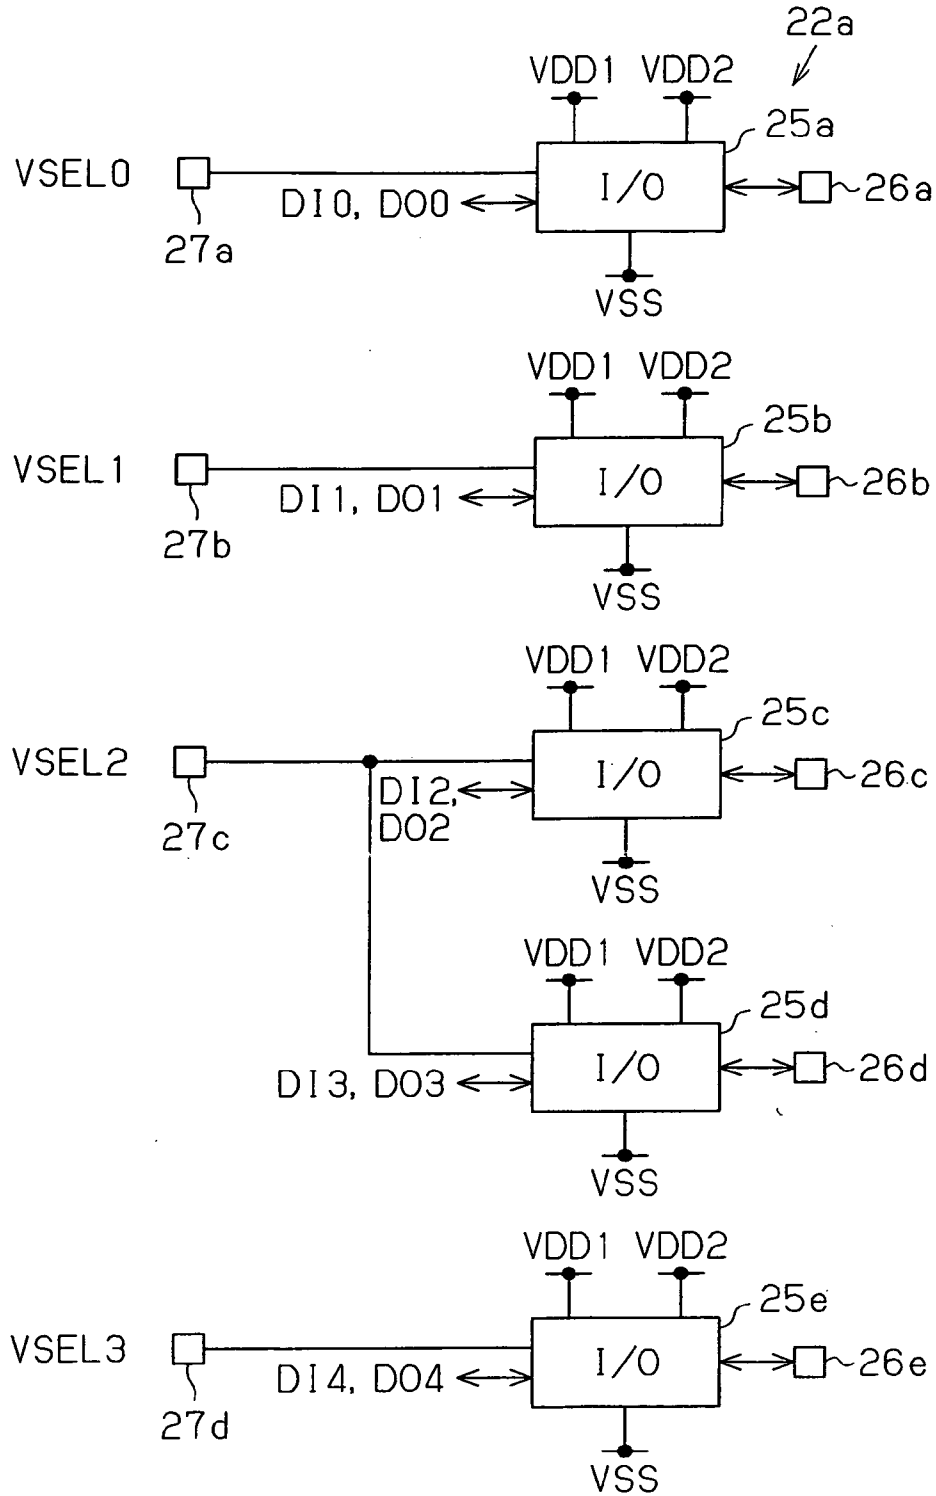 22a
VDD1 VDD2
25a
VSEL0
I/O
26a
DI0, DO0
27a
VSS
VDD1 VDD2
25b
VSEL1
I/O
26b
DI1, DO1
27b
VSS
VDD1 VDD2
25c
VSEL2
I/O
26c
DI2,
DO2
27c
VSS
VDD1 VDD2
25d
I/O
26d
DI3, DO3
VSS
VDD1 VDD2
25e
VSEL3
I/O
26e
DI4, DO4
27d
VSS